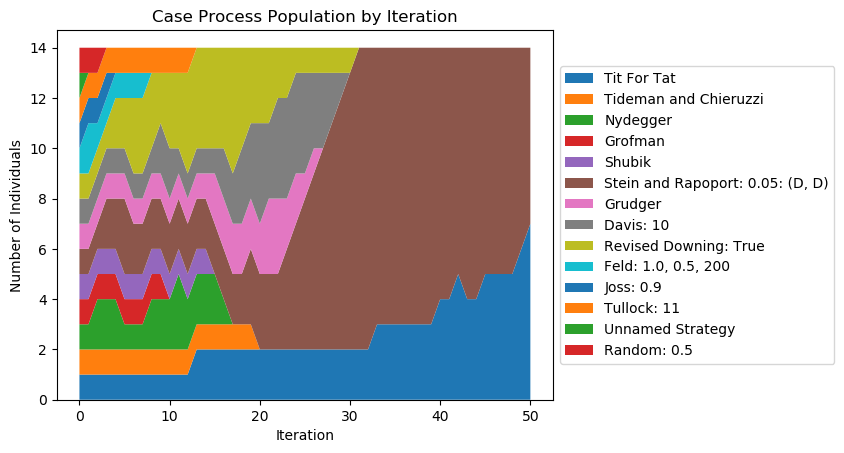 Case Process Population by Iteration
14
12
10
8
6
4
2
0
Number of Individuals
0 10 20 30 40 50
Iteration
Tit For Tat
Tideman and Chieruzzi
Nydegger
Grofman
Shubik
Stein and Rapoport: 0.05: (D, D)
Grudger
Davis: 10
Revised Downing: True
Feld: 1.0, 0.5, 200
Joss: 0.9
Tullock: 11
Unnamed Strategy
Random: 0.5